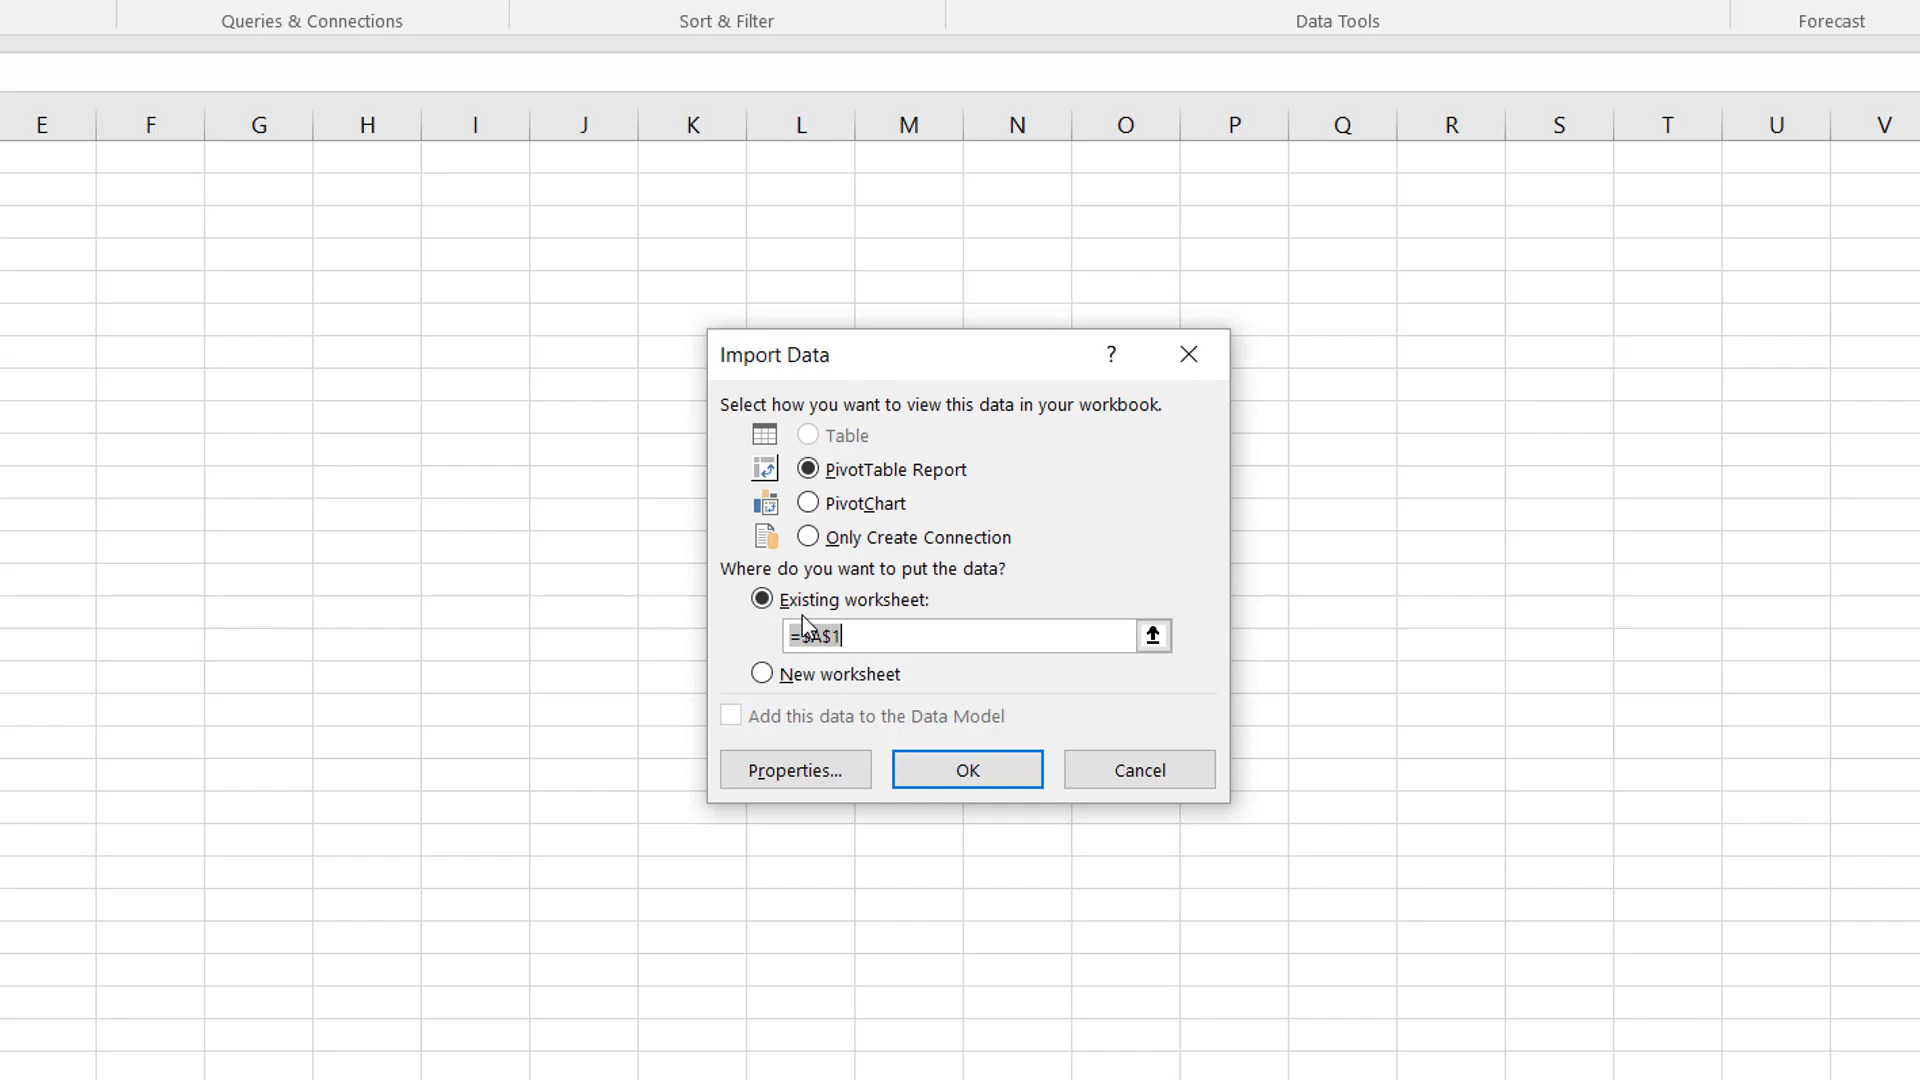 Queries & Connections Sort & Filter Data Tools Forecast
E F G H I J K L M N O P Q R S T U V
Import Data ?
Select how you want to view this data in your workbook.
Table
PivotTable Report
PivotChart
Only Create Connection
Where do you want to put the data?
Existing worksheet:
=$A$1
New worksheet
Add this data to the Data Model
Properties... OK Cancel